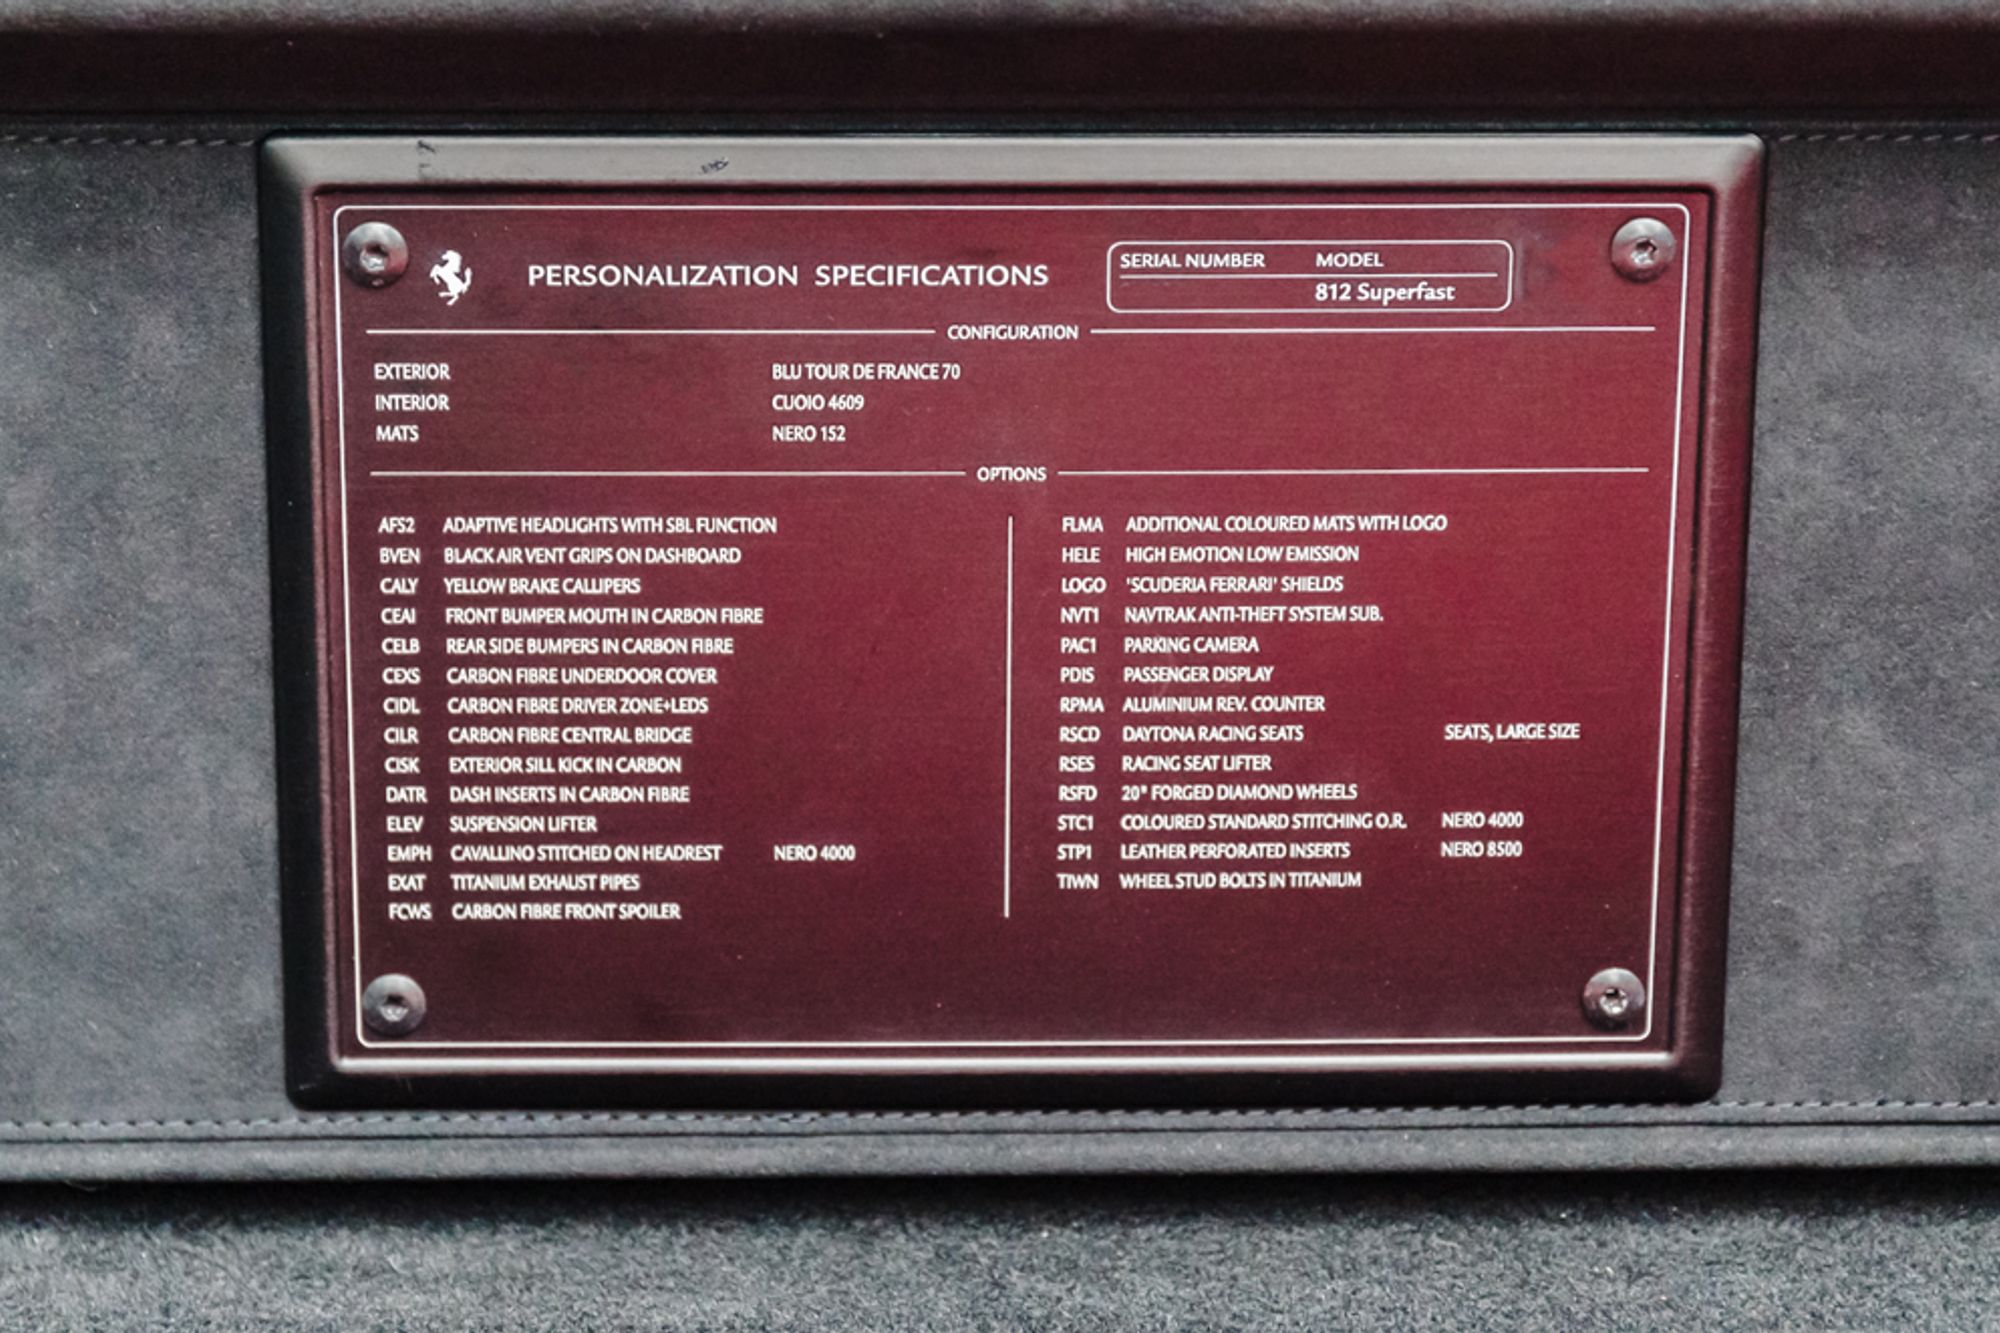 PERSONALIZATION SPECIFICATIONS
SERIAL NUMBER MODEL
812 Superfast
CONFIGURATION
EXTERIOR BLU TOUR DE FRANCE 70
INTERIOR CUOIO 4609
MATS NERO 152
OPTIONS
AFS2 ADAPTIVE HEADLIGHTS WITH SBL FUNCTION
BVEN BLACK AIR VENT GRIPS ON DASHBOARD
CALY YELLOW BRAKE CALLIPERS
CEAI FRONT BUMPER MOUTH IN CARBON FIBRE
CELB REAR SIDE BUMPERS IN CARBON FIBRE
CEXS CARBON FIBRE UNDERDOOR COVER
CIDL CARBON FIBRE DRIVER ZONE+LEDS
CILR CARBON FIBRE CENTRAL BRIDGE
CISK EXTERIOR SILL KICK IN CARBON
DATR DASH INSERTS IN CARBON FIBRE
ELEV SUSPENSION LIFTER
EMPH CAVALLINO STITCHED ON HEADREST NERO 4000
EXAT TITANIUM EXHAUST PIPES
FCWS CARBON FIBRE FRONT SPOILER
FLMA ADDITIONAL COLOURED MATS WITH LOGO
HELE HIGH EMOTION LOW EMISSION
LOGO 'SCUDERIA FERRARI' SHIELDS
NVT1 NAVTRAK ANTI-THEFT SYSTEM SUB.
PAC1 PARKING CAMERA
PDIS PASSENGER DISPLAY
RPMA ALUMINIUM REV. COUNTER
RSCD DAYTONA RACING SEATS SEATS, LARGE SIZE
RSES RACING SEAT LIFTER
RSFD 20" FORGED DIAMOND WHEELS
STC1 COLOURED STANDARD STITCHING O.R. NERO 4000
STP1 LEATHER PERFORATED INSERTS NERO 8500
TIWN WHEEL STUD BOLTS IN TITANIUM